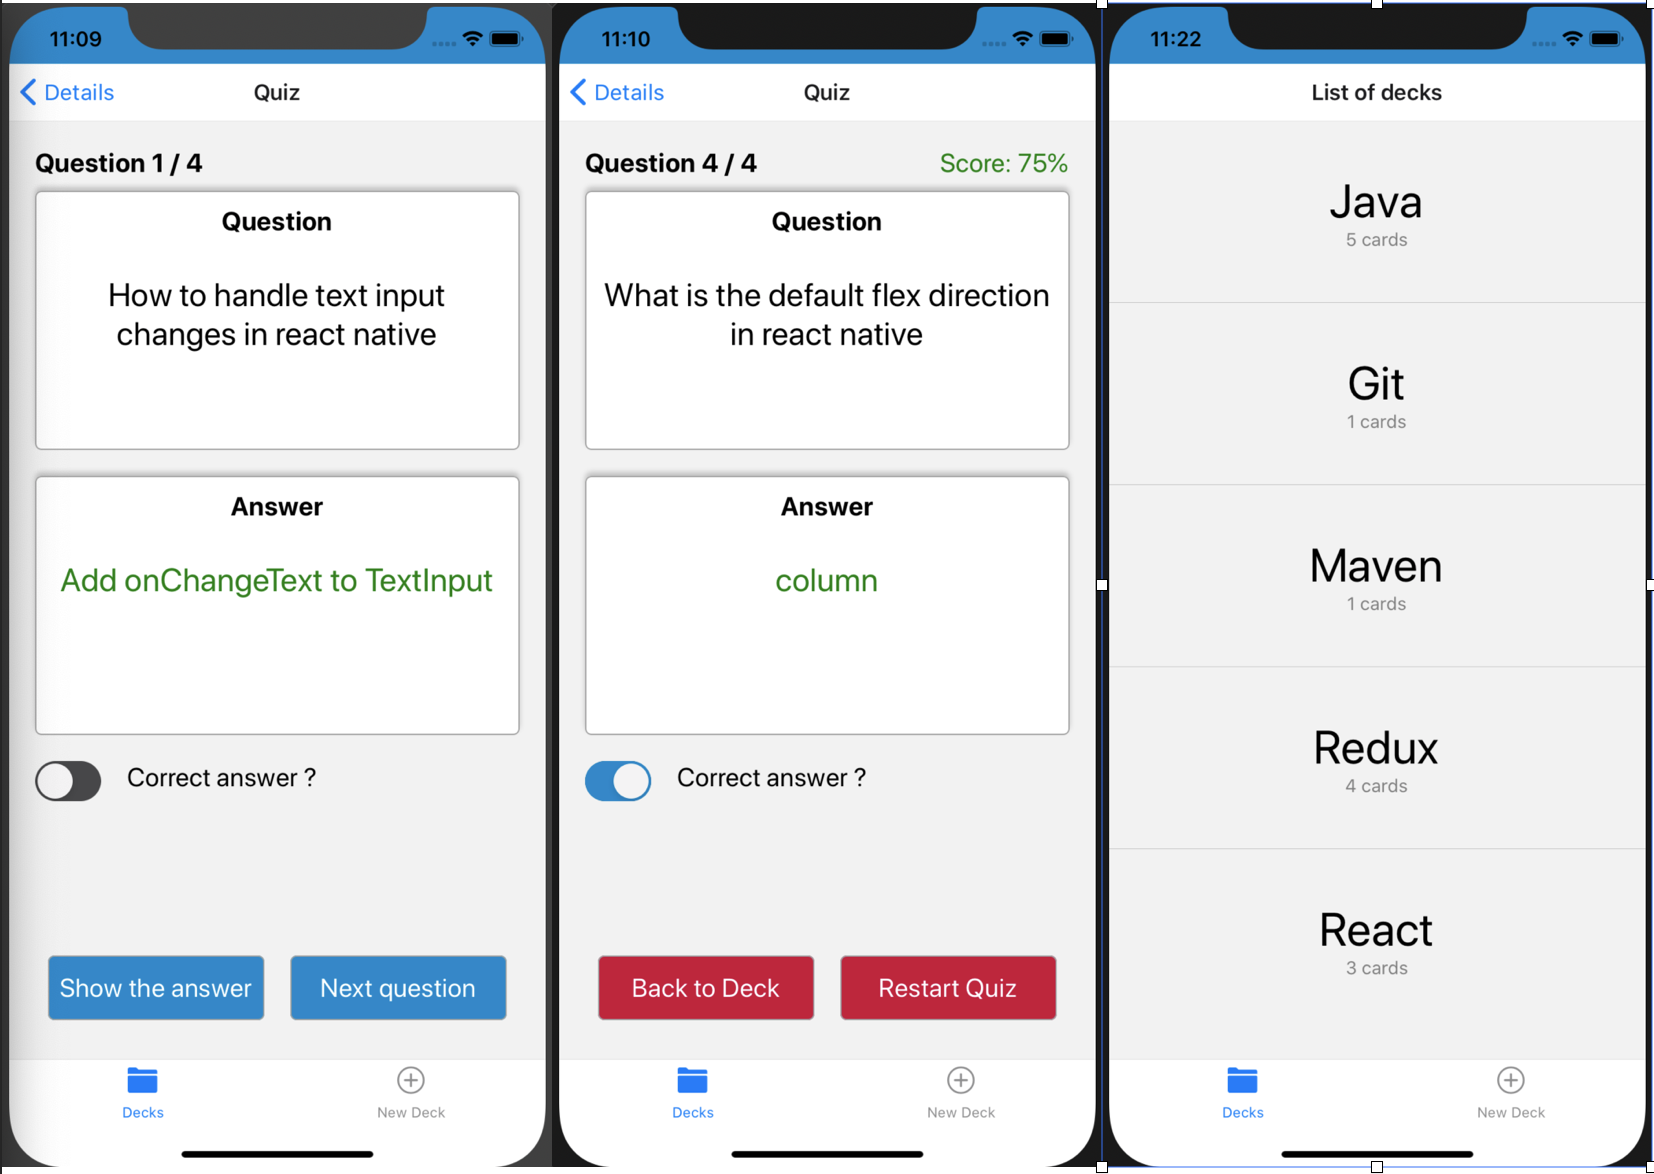 11:09
Details
Quiz
Question 1 / 4
Question
How to handle text input
changes in react native
Answer
Add onChangeText to TextInput
Correct answer ?
Show the answer
Next question
Decks
New Deck
11:10
Details
Quiz
Question 4 / 4
Score: 75%
Question
What is the default flex direction
in react native
Answer
column
Correct answer ?
Back to Deck
Restart Quiz
Decks
New Deck
11:22
List of decks
Java
5 cards
Git
1 cards
Maven
1 cards
Redux
4 cards
React
3 cards
Decks
New Deck